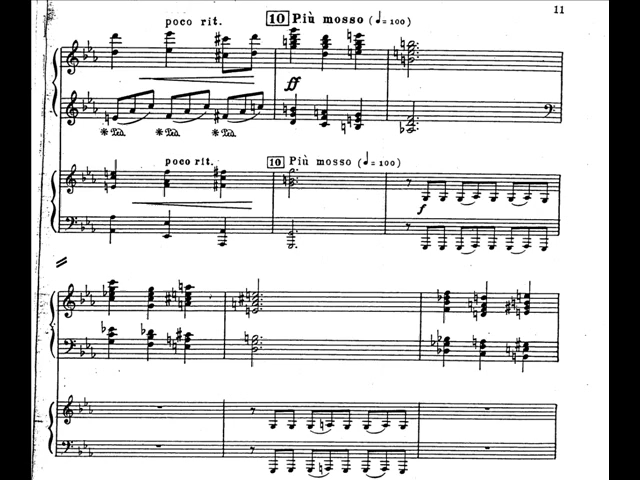 11
poco rit. 10 Più mosso (♩=100)
ff
✻𝆮 ✻𝆮 ✻𝆮
poco rit. 10 Più mosso (♩=100)
f